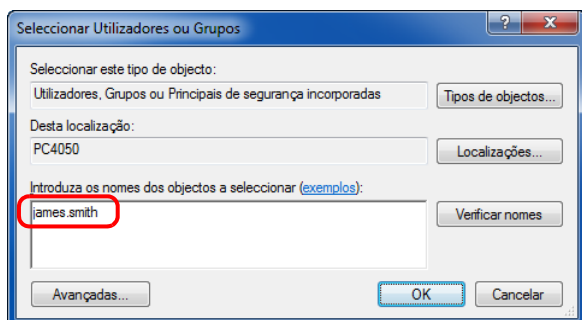 Seleccionar Utilizadores ou Grupos
Seleccionar este tipo de objecto:
Utilizadores, Grupos ou Principais de segurança incorporadas
Tipos de objectos...
Desta localização:
PC4050
Localizações...
Introduza os nomes dos objectos a seleccionar (exemplos):
james.smith
Verificar nomes
Avançadas...
OK
Cancelar